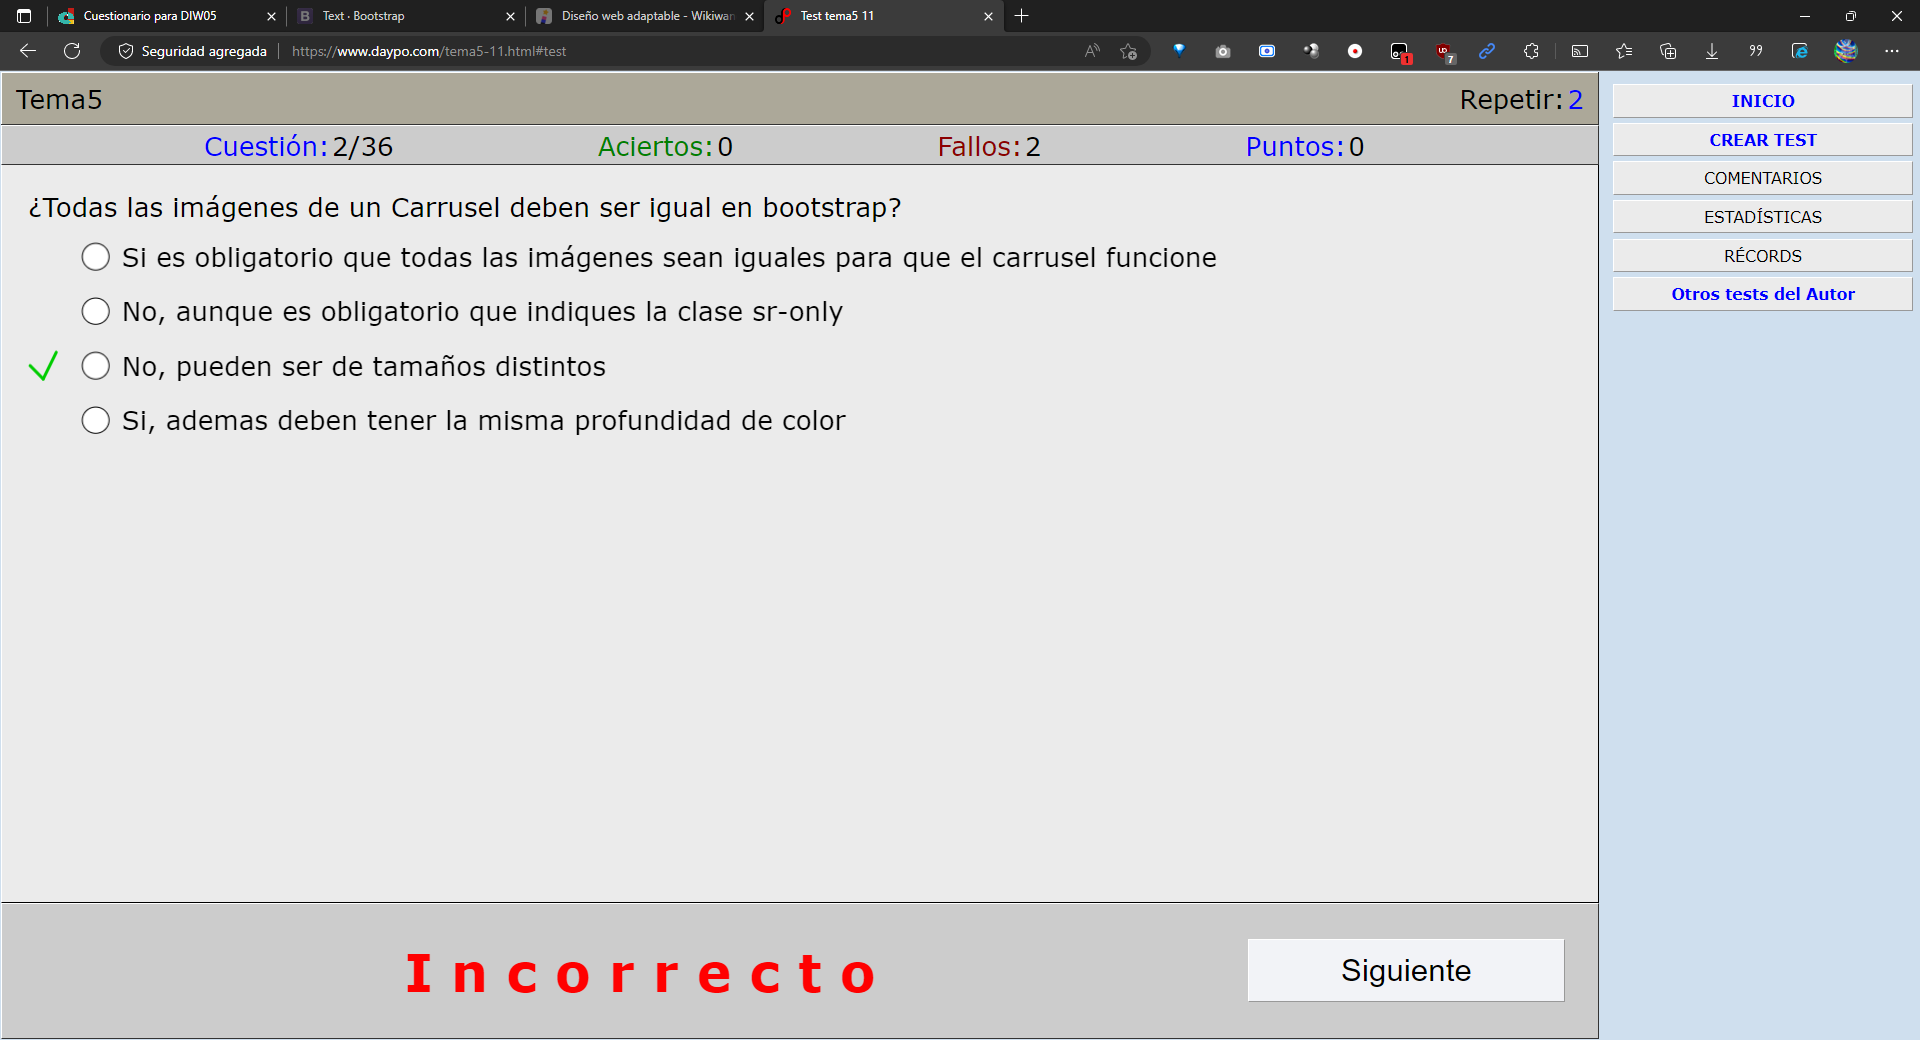 Cuestionario para DIW05
B Text · Bootstrap
Diseño web adaptable - Wikiwan
Test tema5 11
Seguridad agregada https://www.daypo.com/tema5-11.html#test
1
7
Tema5 Repetir: 2
Cuestión: 2/36 Aciertos: 0 Fallos: 2 Puntos: 0
¿Todas las imágenes de un Carrusel deben ser igual en bootstrap?
Si es obligatorio que todas las imágenes sean iguales para que el carrusel funcione
No, aunque es obligatorio que indiques la clase sr-only
No, pueden ser de tamaños distintos
Si, ademas deben tener la misma profundidad de color
Incorrecto
Siguiente
INICIO
CREAR TEST
COMENTARIOS
ESTADÍSTICAS
RÉCORDS
Otros tests del Autor